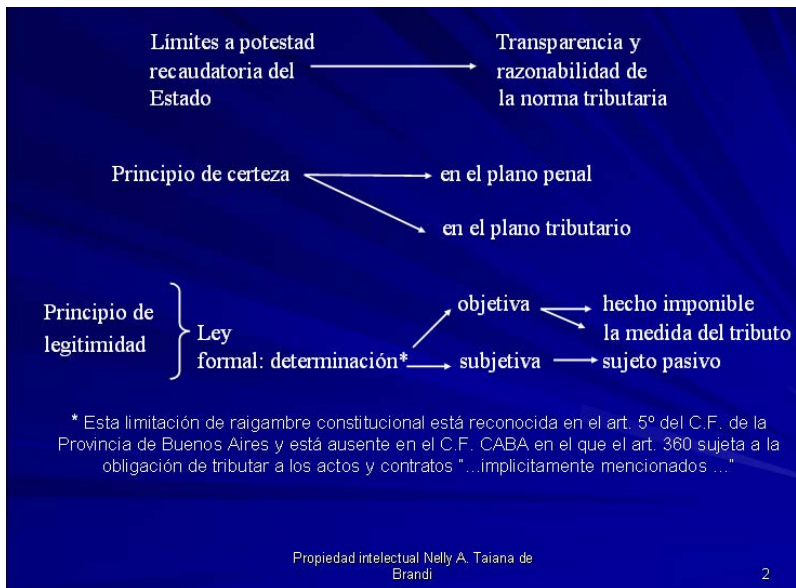 Límites a potestad
recaudatoria del
Estado
Transparencia y
razonabilidad de
la norma tributaria
Principio de certeza
en el plano penal
en el plano tributario
Principio de
legitimidad
Ley
formal: determinación*
objetiva
hecho imponible
la medida del tributo
subjetiva
sujeto pasivo
* Esta limitación de raigambre constitucional está reconocida en el art. 5º del C.F. de la
Provincia de Buenos Aires y está ausente en el C.F. CABA en el que el art. 360 sujeta a la
obligación de tributar a los actos y contratos "...implicitamente mencionados ..."
Propiedad intelectual Nelly A. Taiana de
Brandi
2